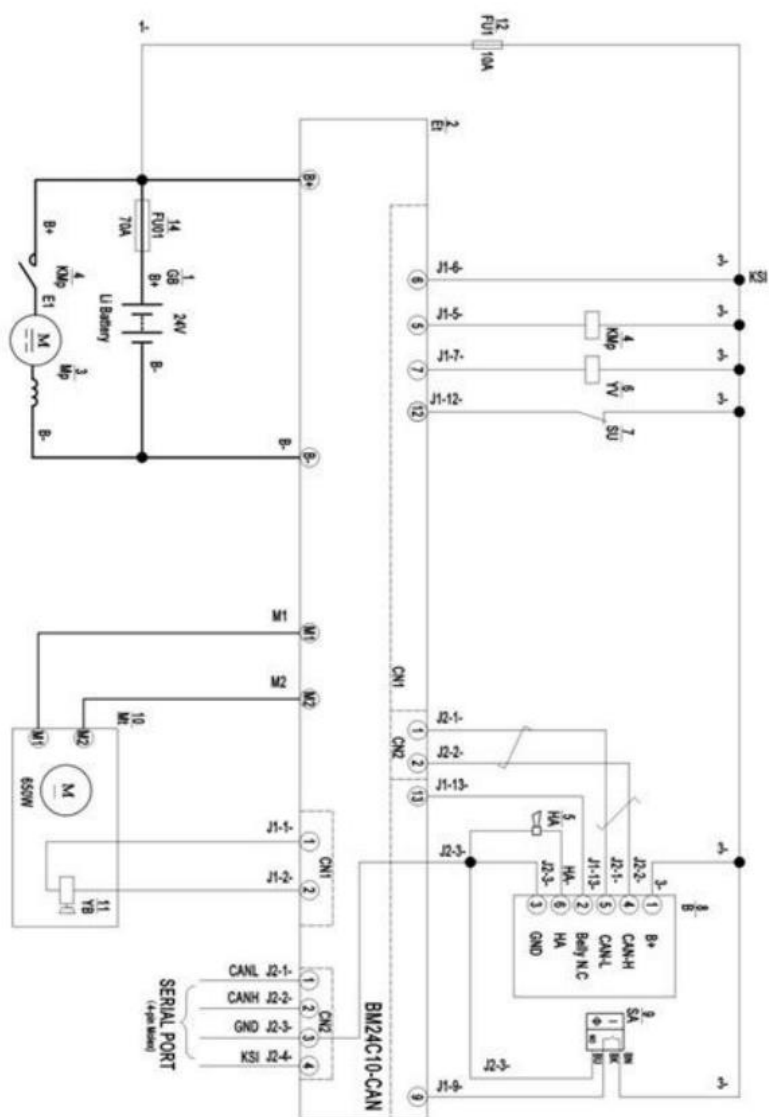 1-
12
FU1
10A
2
Et
B+
14
FU01
70A
1
GB
B+
24V
Li Battery
B-
B+
4
KMp
E1
M
3
Mp
B-
B-
B-
6
J1-6-
3-
KSI
5
J1-5-
4
KMp
3-
7
J1-7-
6
YV
3-
12
J1-12-
7
SU
3-
CN1
M1
M1
M2
M2
10
Mt
M1
M2
M
650W
1
J2-1-
CN2
2
J2-2-
13
J1-13-
5
HA
J2-3-
J2-3-
HA-
J1-13-
J2-1-
J2-2-
3-
3-
8
B
3
6
2
5
4
1
GND
HA
Belly N.C
CAN-L
CAN-H
B+
J1-1-
1
CN1
J1-2-
2
11
YB
CANL J2-1-
1
CN2
CANH J2-2-
2
GND J2-3-
3
KSI J2-4-
4
SERIAL PORT
(4-pin Molex)
BM24C10-CAN
9
SA
BU
BK
BN
J2-3-
9
J1-9-
3-